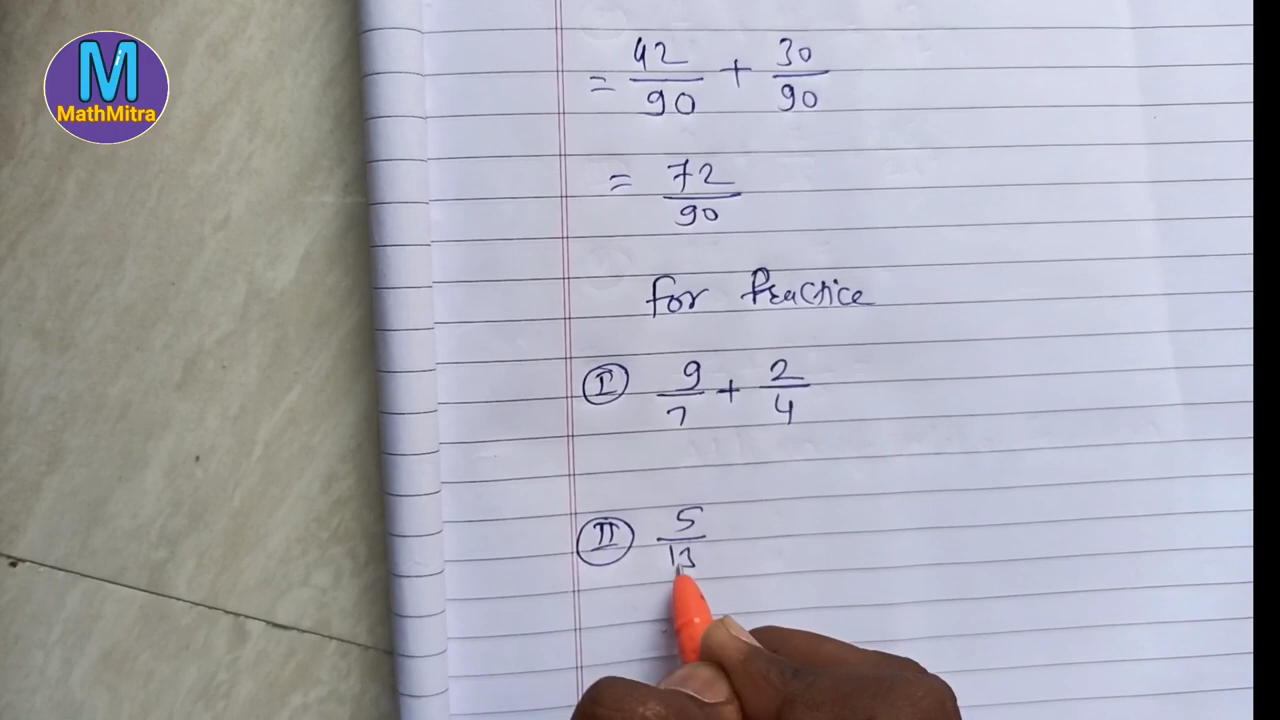 M
MathMitra
= 42/90 + 30/90
= 72/90
for Practice
I 9/7 + 2/4
II 5/13